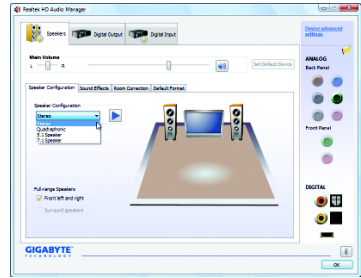 Realtek HD Audio Manager
Speakers
Digital Output
Digital Input
Device advanced settings
Main Volume
L
R
Set Default Device
ANALOG
Back Panel
Speaker Configuration
Sound Effects
Room Correction
Default Format
Speaker Configuration
Stereo
Stereo
Quadraphonic
5.1 Speaker
7.1 Speaker
Front Panel
Full-range Speakers
Front left and right
Surround speakers
DIGITAL
GIGABYTE
TECHNOLOGY
OK